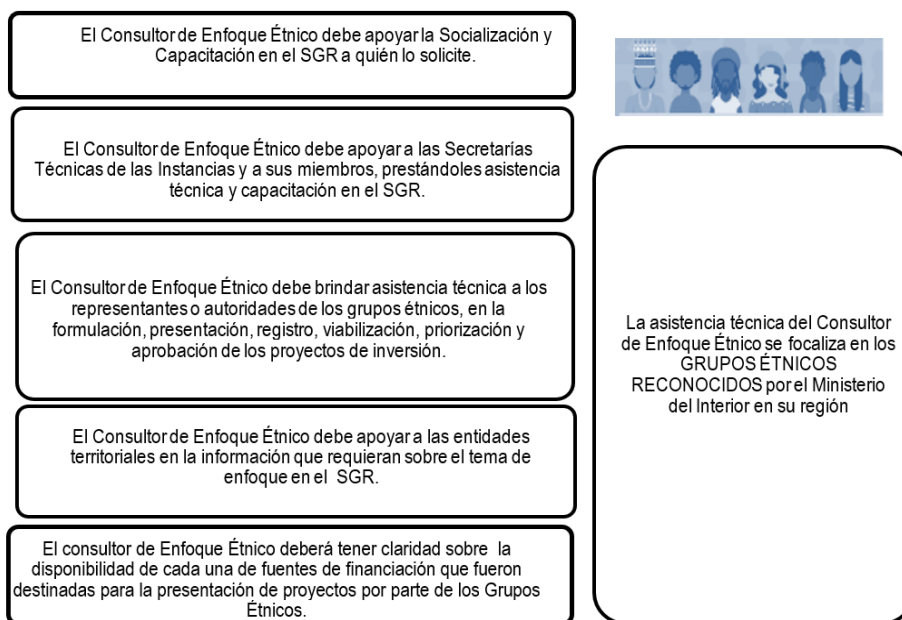 El Consultor de Enfoque Étnico debe apoyar la Socialización y
Capacitación en el SGR a quién lo solicite.
El Consultor de Enfoque Étnico debe apoyar a las Secretarías
Técnicas de las Instancias y a sus miembros, prestándoles asistencia
técnica y capacitación en el SGR.
El Consultor de Enfoque Étnico debe brindar asistencia técnica a los
representantes o autoridades de los grupos étnicos, en la
formulación, presentación, registro, viabilización, priorización y
aprobación de los proyectos de inversión.
El Consultor de Enfoque Étnico debe apoyar a las entidades
territoriales en la información que requieran sobre el tema de
enfoque en el SGR.
El consultor de Enfoque Étnico deberá tener claridad sobre la
disponibilidad de cada una de fuentes de financiación que fueron
destinadas para la presentación de proyectos por parte de los Grupos
Étnicos.
La asistencia técnica del Consultor
de Enfoque Étnico se focaliza en los
GRUPOS ÉTNICOS
RECONOCIDOS por el Ministerio
del Interior en su región